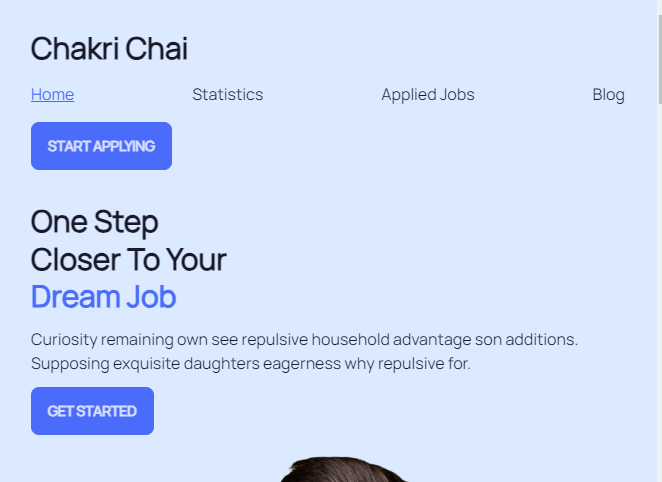 Chakri Chai
Home Statistics Applied Jobs Blog
START APPLYING
One Step
Closer To Your
Dream Job
Curiosity remaining own see repulsive household advantage son additions.
Supposing exquisite daughters eagerness why repulsive for.
GET STARTED